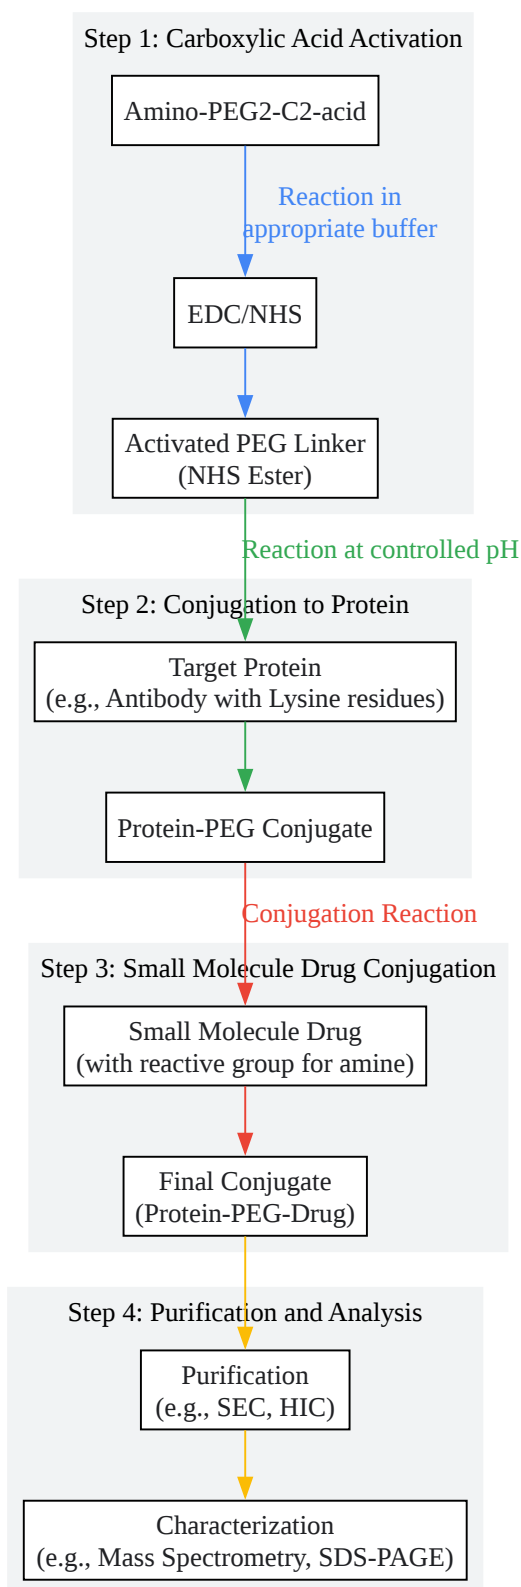 Step 1: Carboxylic Acid Activation
Amino-PEG2-C2-acid
Reaction in
appropriate buffer
EDC/NHS
Activated PEG Linker
(NHS Ester)
Reaction at controlled pH
Step 2: Conjugation to Protein
Target Protein
(e.g., Antibody with Lysine residues)
Protein-PEG Conjugate
Conjugation Reaction
Step 3: Small Molecule Drug Conjugation
Small Molecule Drug
(with reactive group for amine)
Final Conjugate
(Protein-PEG-Drug)
Step 4: Purification and Analysis
Purification
(e.g., SEC, HIC)
Characterization
(e.g., Mass Spectrometry, SDS-PAGE)